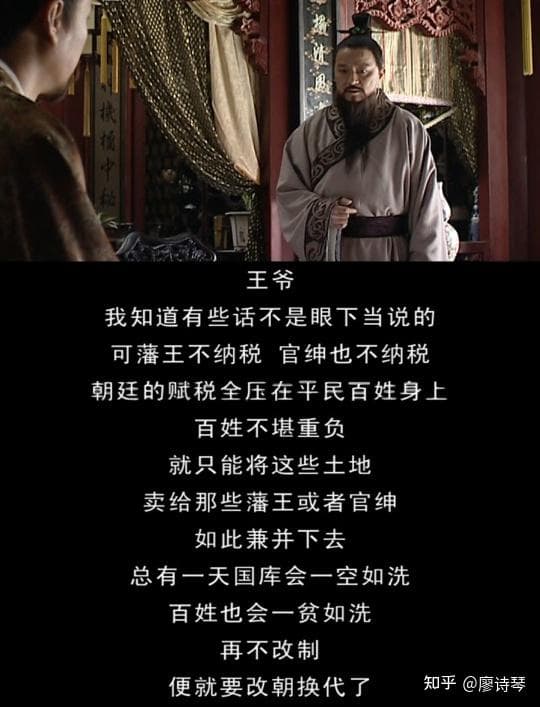 王爷
我知道有些话不是眼下当说的
可藩王不纳税 官绅也不纳税
朝廷的赋税全压在平民百姓身上
百姓不堪重负
就只能将这些土地
卖给那些藩王或者官绅
如此兼并下去
总有一天国库会一空如洗
百姓也会一贫如洗
再不改制
便就要改朝换代了
知乎 @廖诗琴